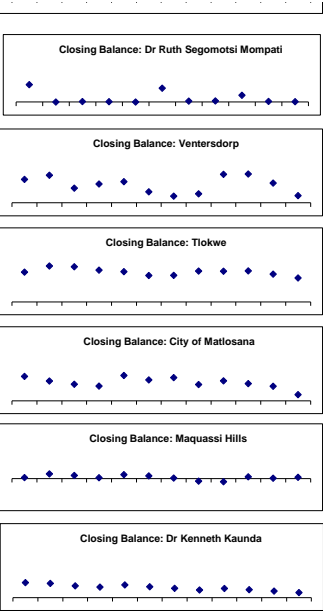 Closing Balance: Dr Ruth Segomotsi Mompati
Closing Balance: Ventersdorp
Closing Balance: Tlokwe
Closing Balance: City of Matlosana
Closing Balance: Maquassi Hills
Closing Balance: Dr Kenneth Kaunda